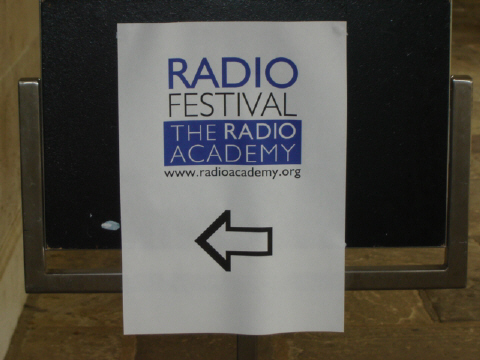 RADIO
FESTIVAL
THE RADIO
ACADEMY
www.radioacademy.org